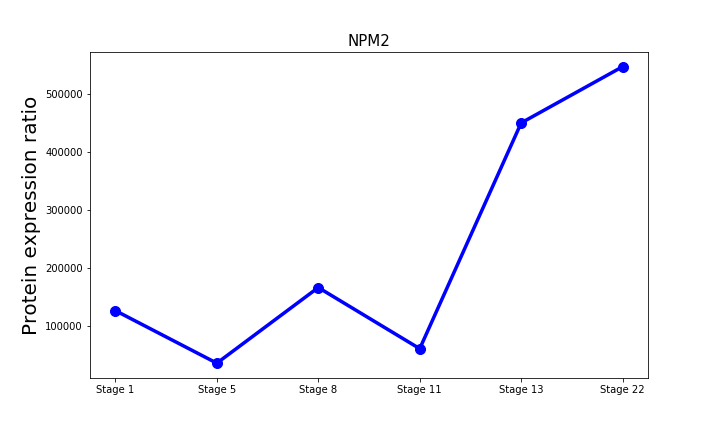 NPM2
Protein expression ratio
500000
400000
300000
200000
100000
Stage 1
Stage 5
Stage 8
Stage 11
Stage 13
Stage 22